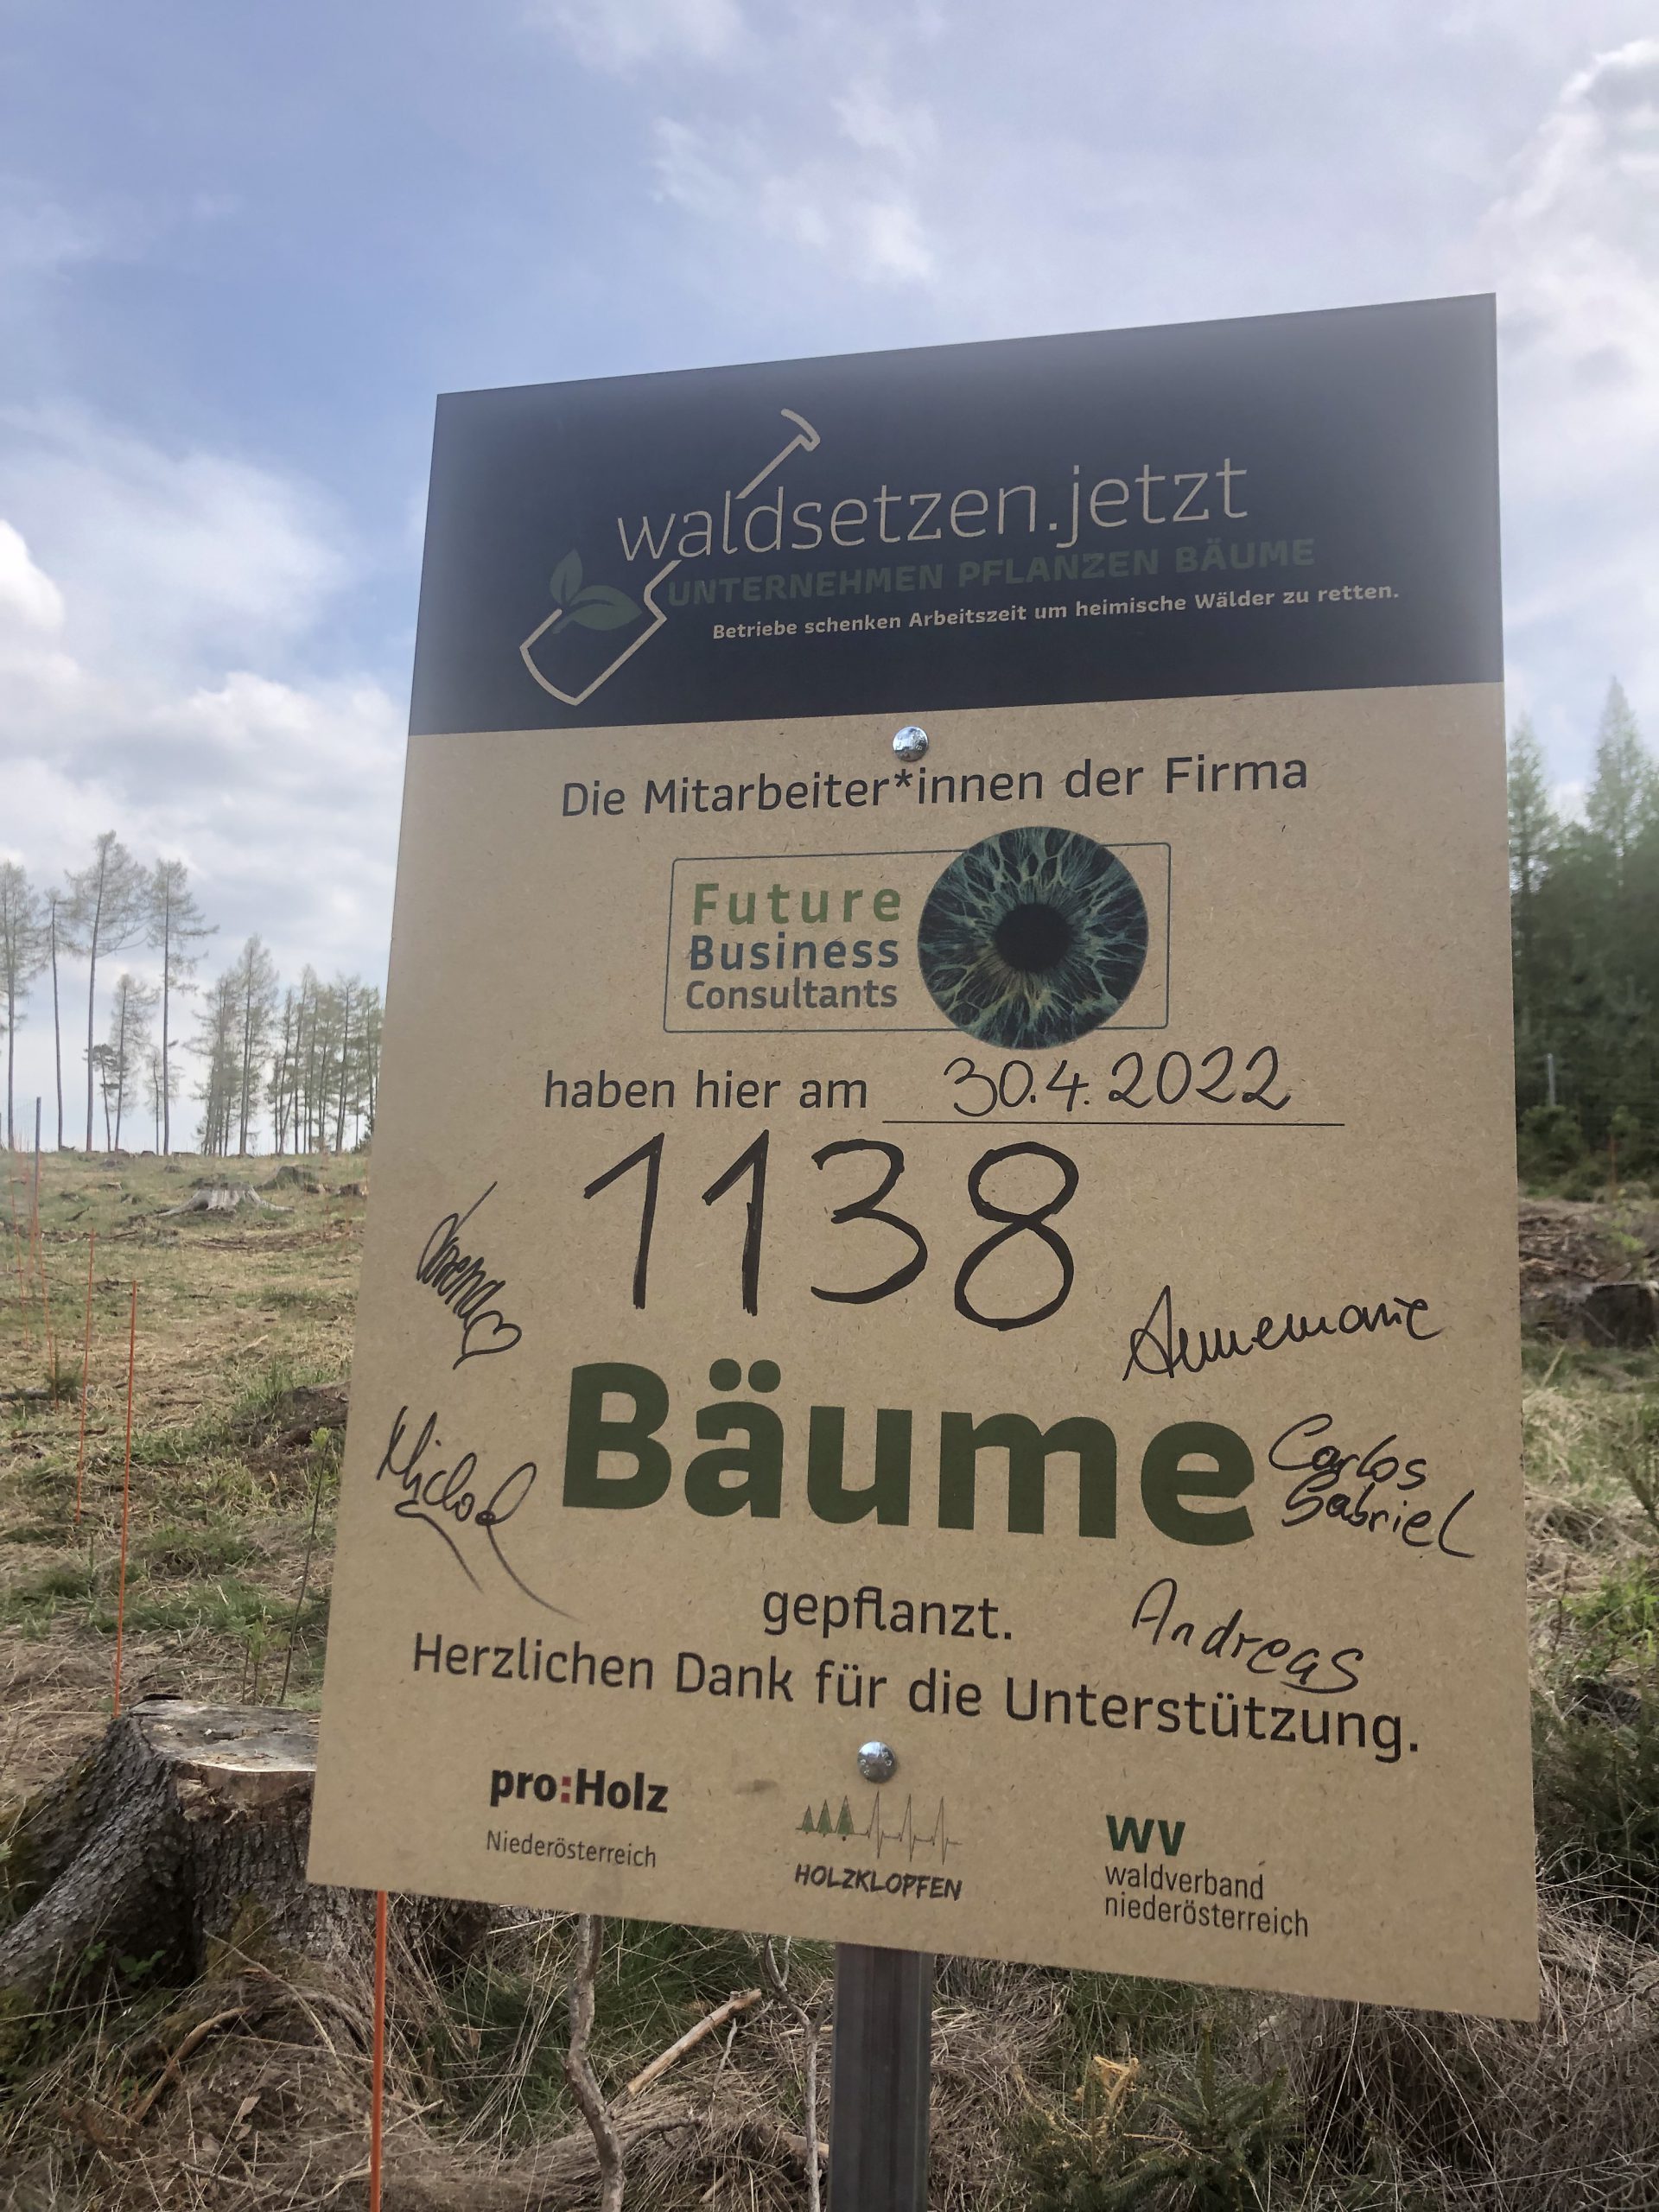 waldsetzen.jetzt
UNTERNEHMEN PFLANZEN BÄUME
Betriebe schenken Arbeitszeit um heimische Wälder zu retten.
Die Mitarbeiter*innen der Firma
Future
Business
Consultants
haben hier am 30.4.2022
1138
Annemarie
Bäume
Carlos
Gabriel
Michael
gepflanzt.
Andreas
Herzlichen Dank für die Unterstützung.
pro:Holz
Niederösterreich
HOLZKLOPFEN
wv
waldverband
niederösterreich